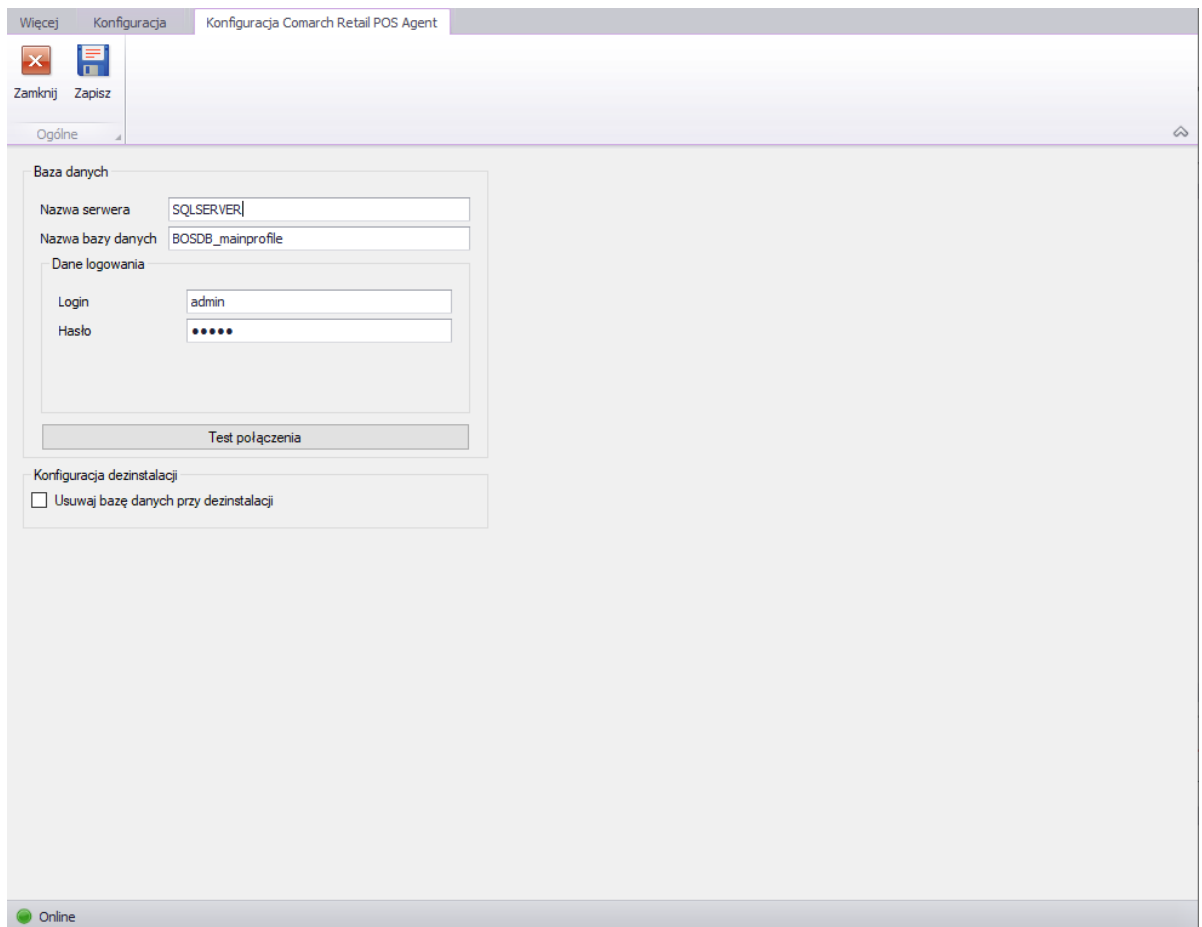 Więcej Konfiguracja Konfiguracja Comarch Retail POS Agent
Zamknij Zapisz
Ogólne
Baza danych
Nazwa serwera SQLSERVER
Nazwa bazy danych BOSDB_mainprofile
Dane logowania
Login admin
Hasło •••••
Test połączenia
Konfiguracja dezinstalacji
Usuwaj bazę danych przy dezinstalacji
Online